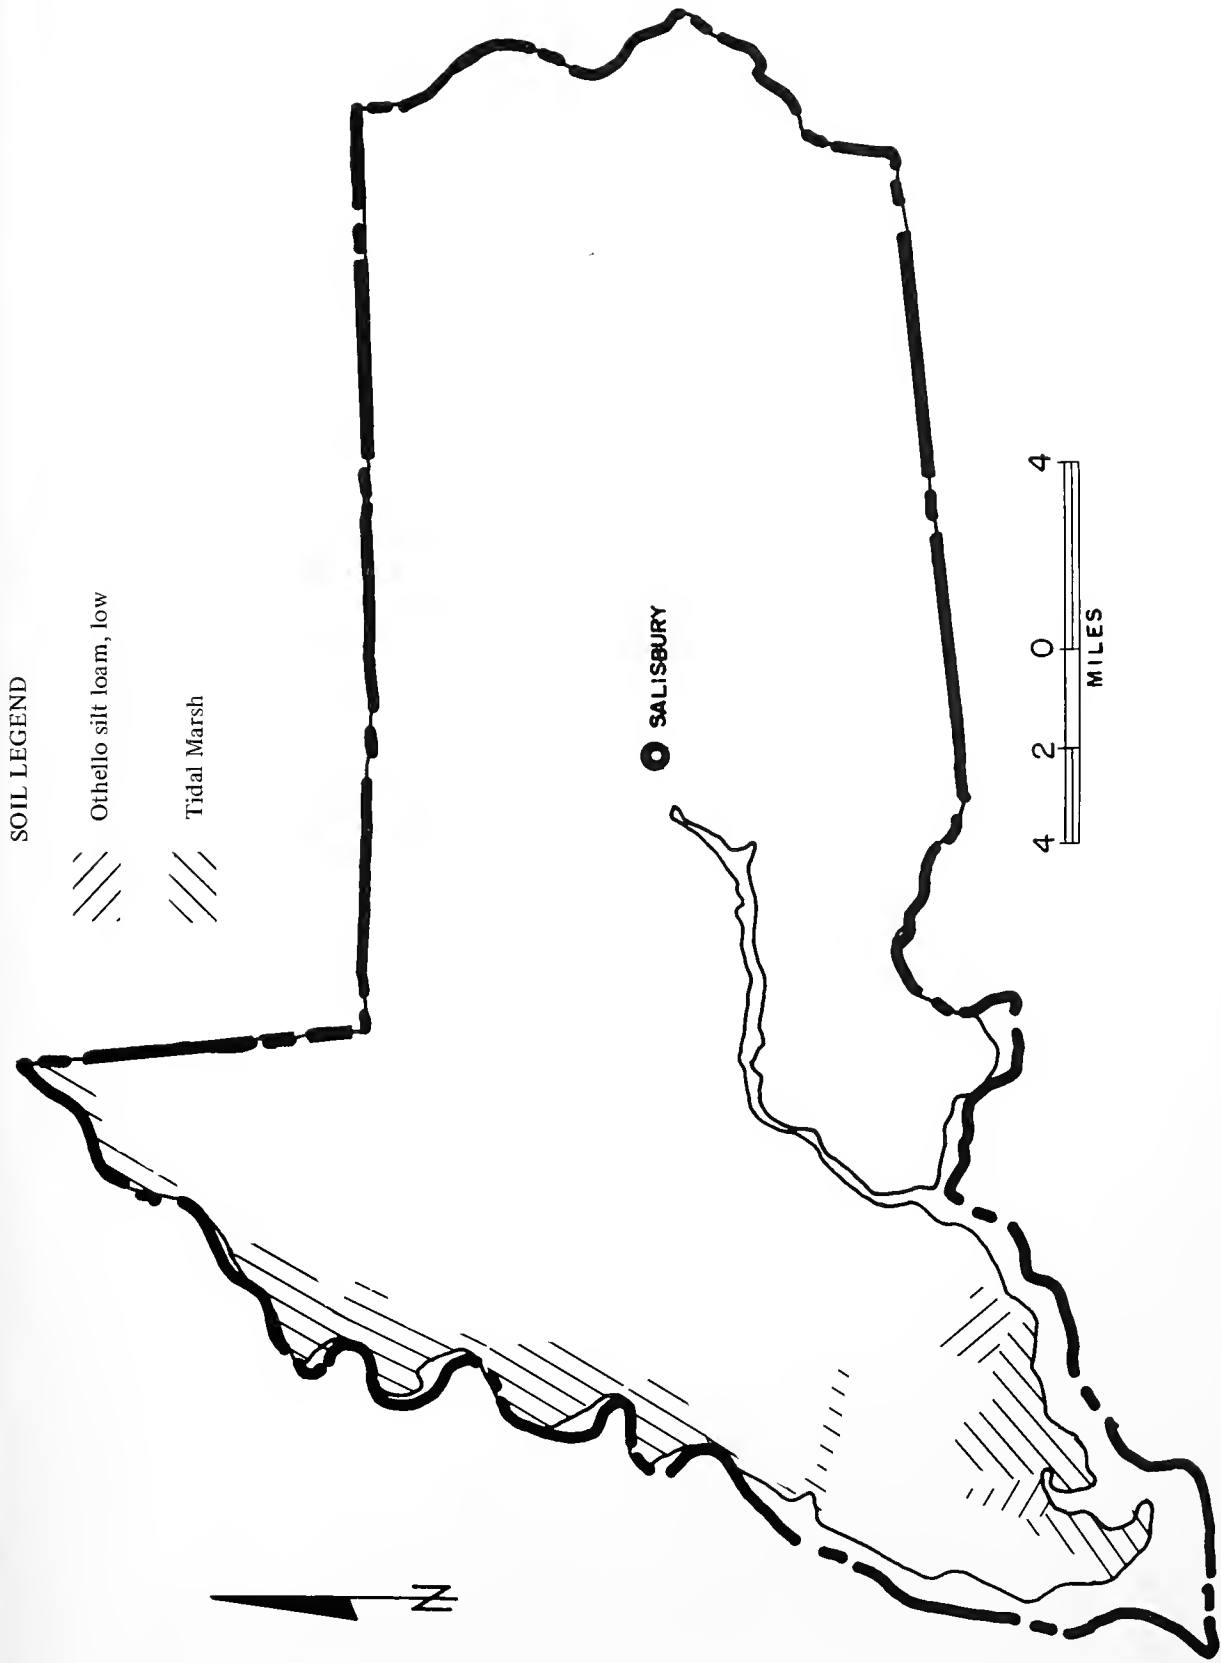 SOIL LEGEND
Othello silt loam, low
Tidal Marsh
SALISBURY
4 2 0 4
MILES
N